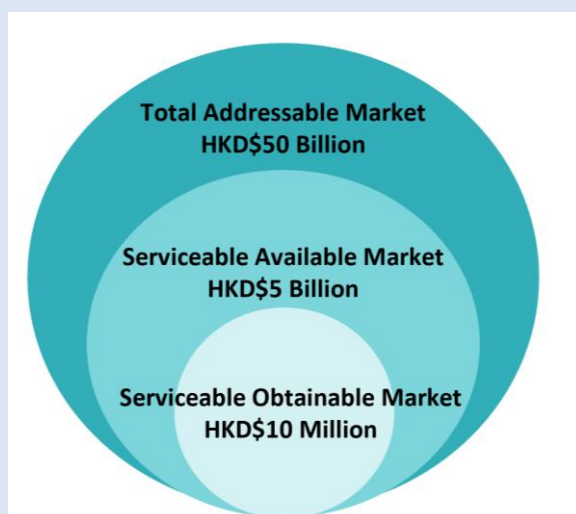 Total Addressable Market
HKD$50 Billion
Serviceable Available Market
HKD$5 Billion
Serviceable Obtainable Market
HKD$10 Million